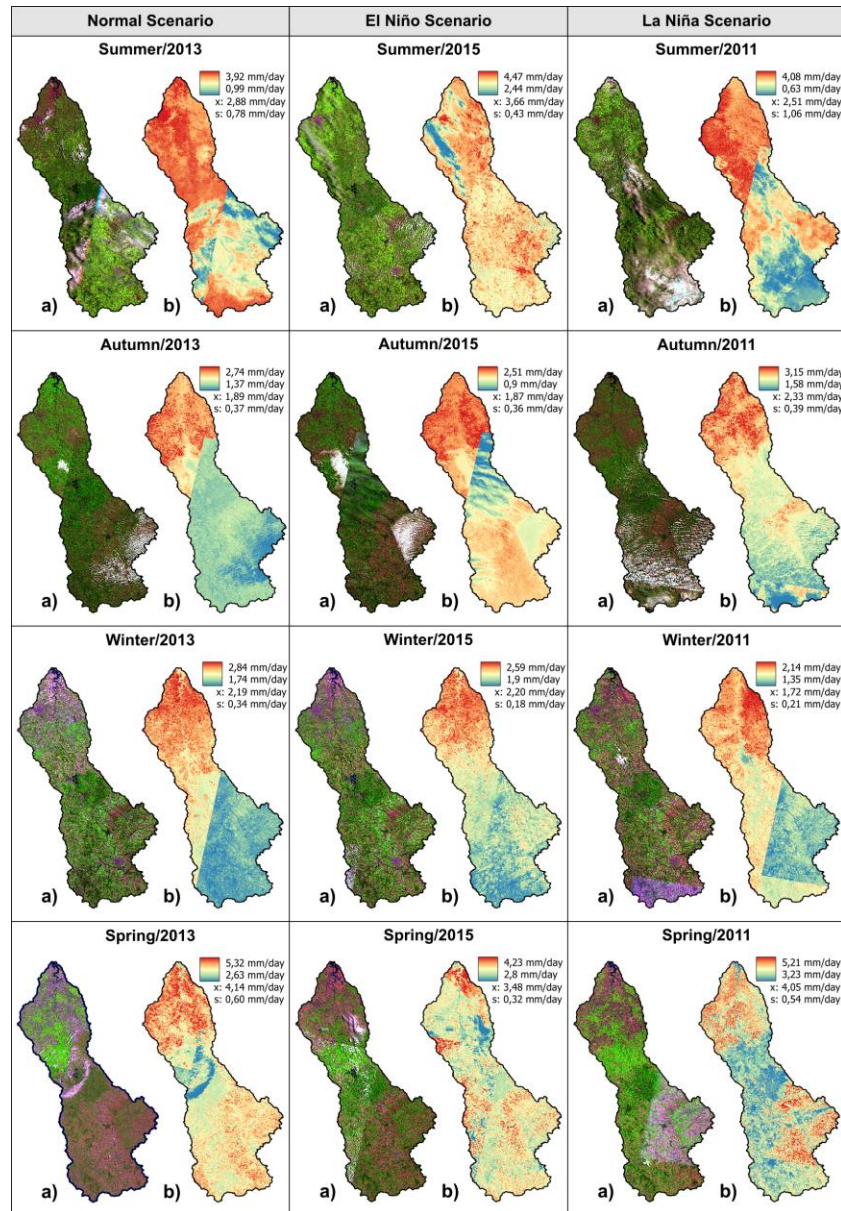 Normal Scenario
El Niño Scenario
La Niña Scenario
Summer/2013
3,92 mm/day
0,99 mm/day
x: 2,88 mm/day
s: 0,78 mm/day
a)
b)
Summer/2015
4,47 mm/day
2,44 mm/day
x: 3,66 mm/day
s: 0,43 mm/day
a)
b)
Summer/2011
4,08 mm/day
0,63 mm/day
x: 2,51 mm/day
s: 1,06 mm/day
a)
b)
Autumn/2013
2,74 mm/day
1,37 mm/day
x: 1,89 mm/day
s: 0,37 mm/day
a)
b)
Autumn/2015
2,51 mm/day
0,9 mm/day
x: 1,87 mm/day
s: 0,36 mm/day
a)
b)
Autumn/2011
3,15 mm/day
1,58 mm/day
x: 2,33 mm/day
s: 0,39 mm/day
a)
b)
Winter/2013
2,84 mm/day
1,74 mm/day
x: 2,19 mm/day
s: 0,34 mm/day
a)
b)
Winter/2015
2,59 mm/day
1,9 mm/day
x: 2,20 mm/day
s: 0,18 mm/day
a)
b)
Winter/2011
2,14 mm/day
1,35 mm/day
x: 1,72 mm/day
s: 0,21 mm/day
a)
b)
Spring/2013
5,32 mm/day
2,63 mm/day
x: 4,14 mm/day
s: 0,60 mm/day
a)
b)
Spring/2015
4,23 mm/day
2,8 mm/day
x: 3,48 mm/day
s: 0,32 mm/day
a)
b)
Spring/2011
5,21 mm/day
3,23 mm/day
x: 4,05 mm/day
s: 0,54 mm/day
a)
b)